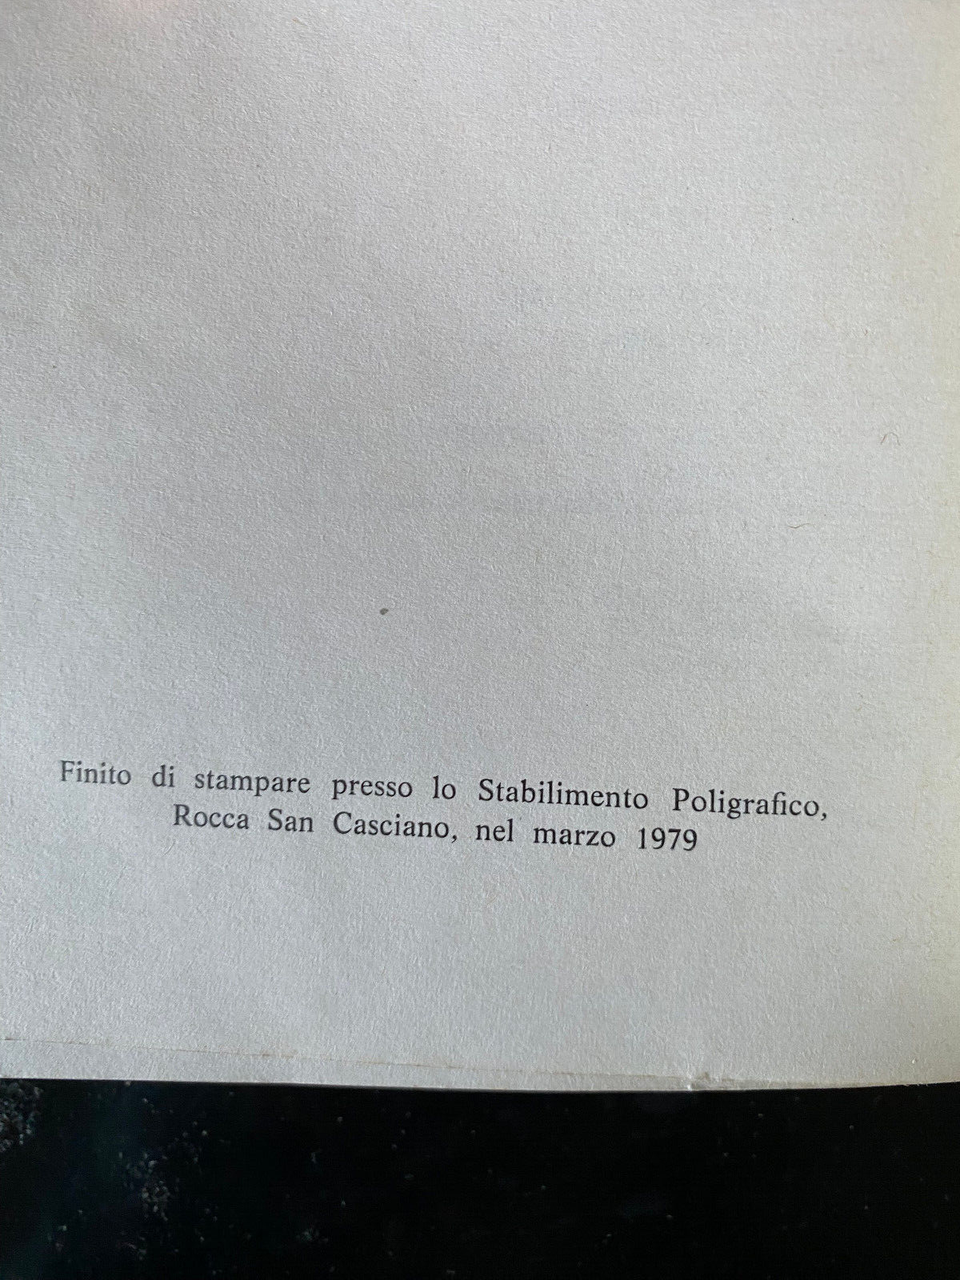 Finito di stampare presso lo Stabilimento Poligrafico,
Rocca San Casciano, nel marzo 1979